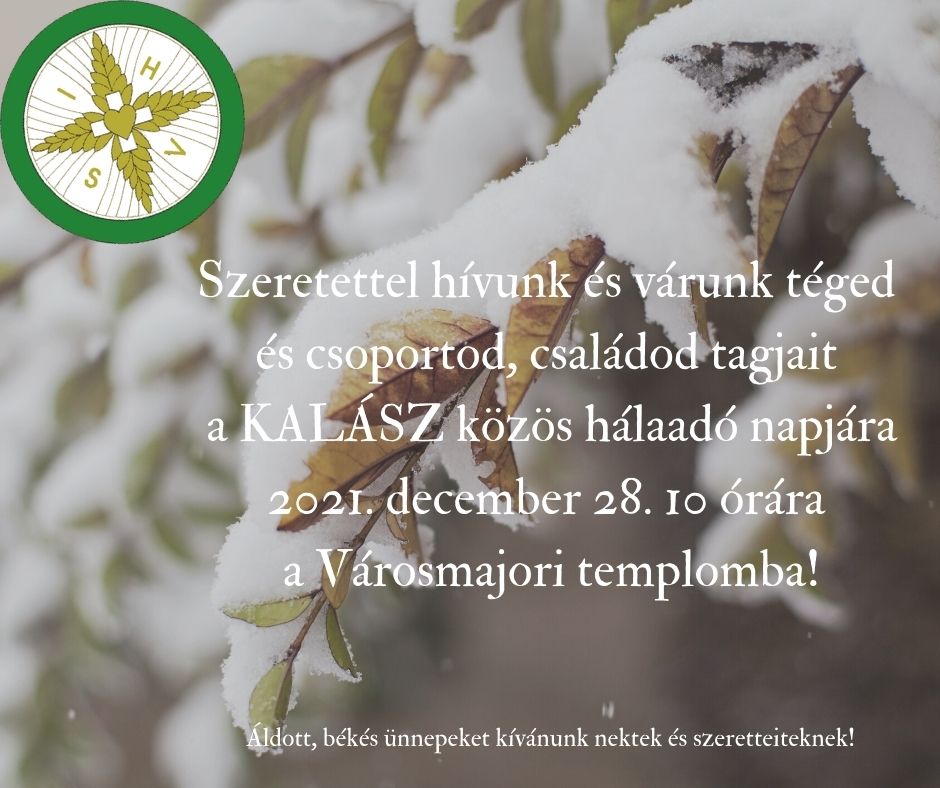 I H
S V
Szeretettel hívunk és várunk téged
és csoportod, családod tagjait
a KALÁSZ közös hálaadó napjára
2021. december 28. 10 órára
a Városmajori templomba!
Áldott, békés ünnepeket kívánunk nektek és szeretteiteknek!